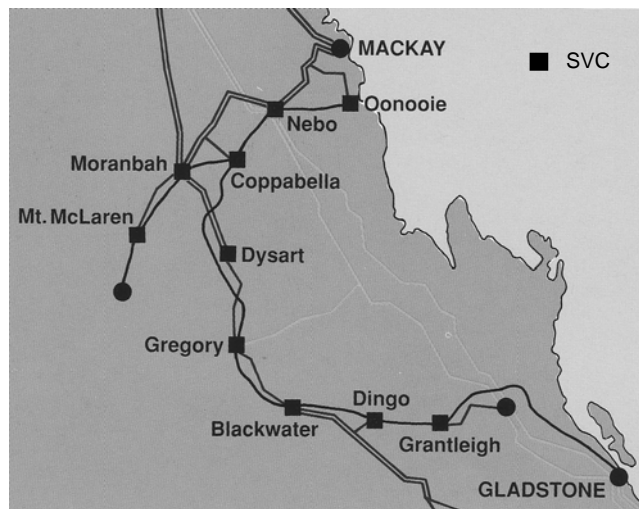 MACKAY
SVC
Oonooie
Nebo
Moranbah
Coppabella
Mt. McLaren
Dysart
Gregory
Dingo
Blackwater
Grantleigh
GLADSTONE